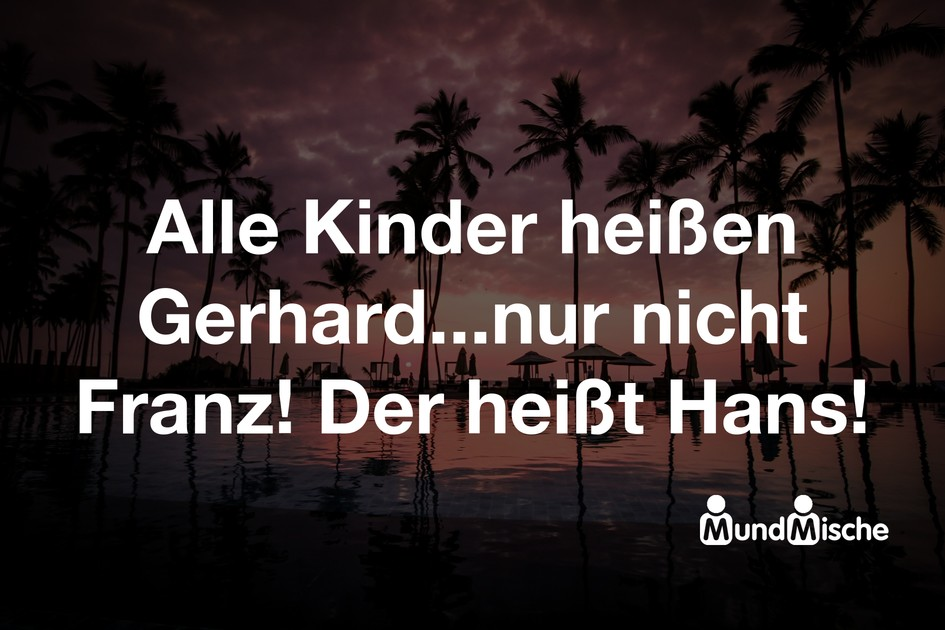 Alle Kinder heißen
Gerhard...nur nicht
Franz! Der heißt Hans!
MundMische